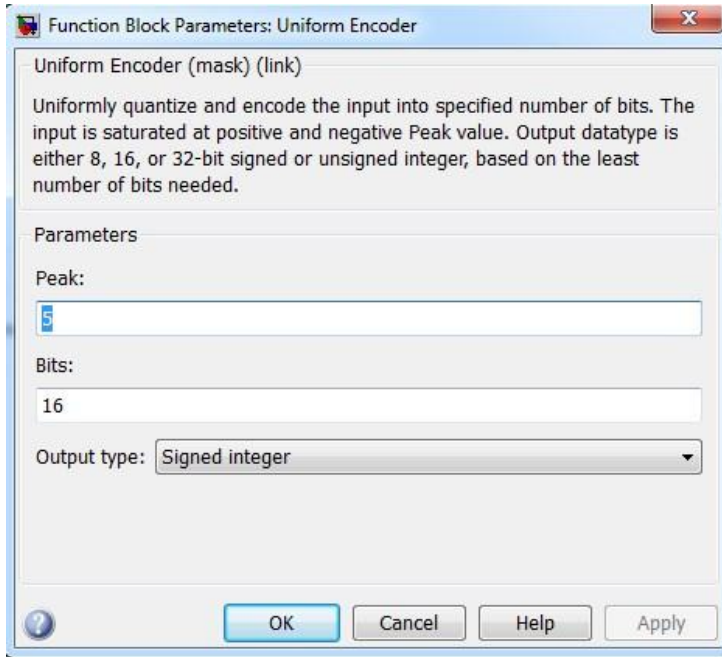 Function Block Parameters: Uniform Encoder
Uniform Encoder (mask) (link)
Uniformly quantize and encode the input into specified number of bits. The
input is saturated at positive and negative Peak value. Output datatype is
either 8, 16, or 32-bit signed or unsigned integer, based on the least
number of bits needed.
Parameters
Peak:
5
Bits:
16
Output type: Signed integer
OK Cancel Help Apply